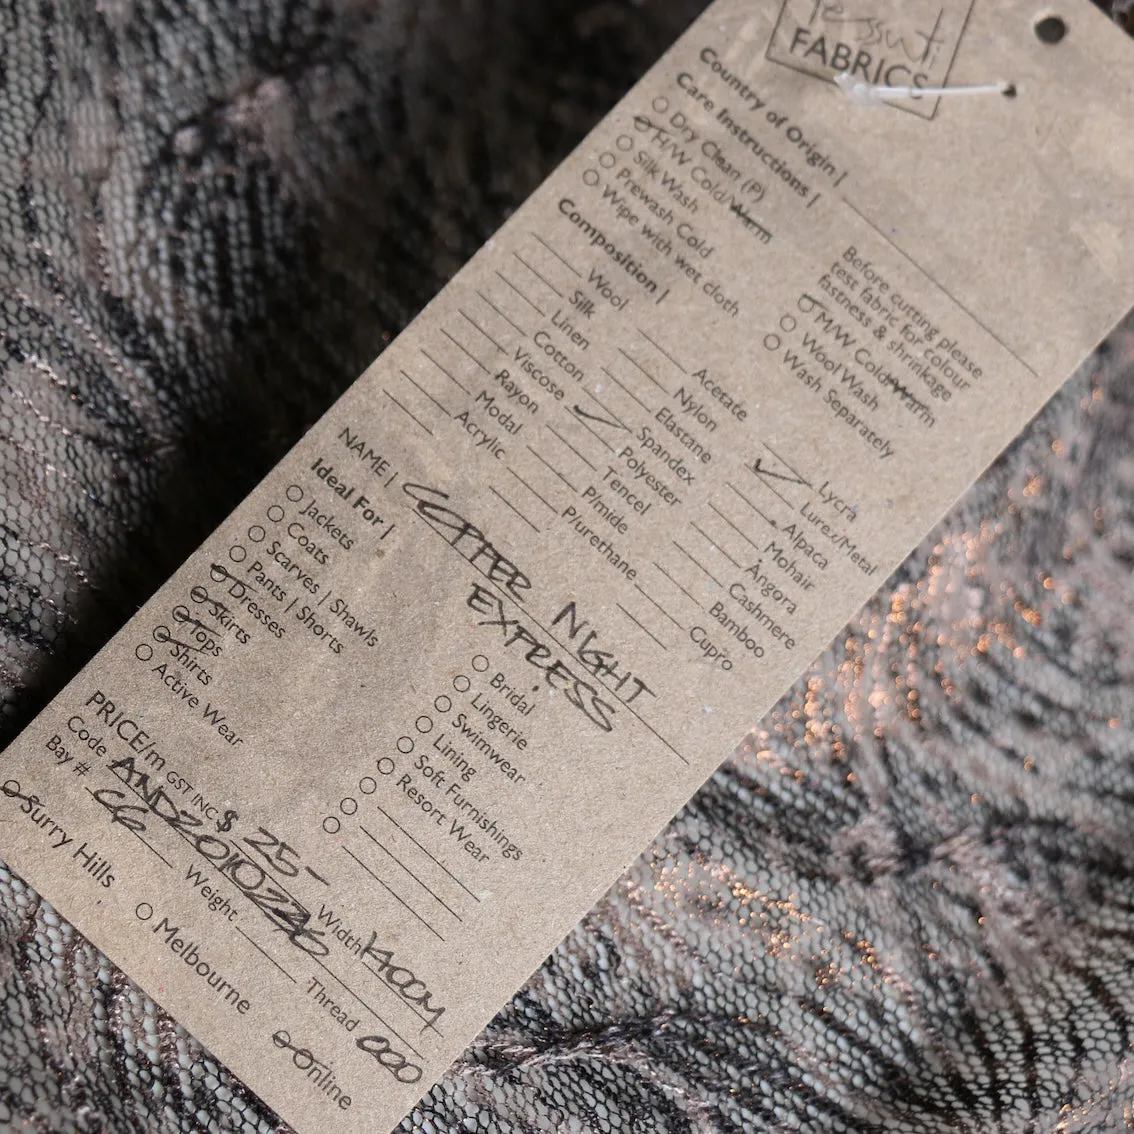 Tessuti
FABRICS
Country of Origin |
Care Instructions |
Dry Clean (P)
H/W Cold/Warm
Silk Wash
Prewash Cold
Wipe with wet cloth
Before cutting please
test fabric for colour
fastness & shrinkage
M/W Cold/Warm
Wool Wash
Wash Separately
Composition |
Wool
Silk
Linen
Cotton
Viscose
Rayon
Modal
Acrylic
Acetate
Nylon
Elastane
Spandex
Polyester
Tencel
P/mide
P/urethane
Lycra
Lurex/Metal
Alpaca
Mohair
Angora
Cashmere
Bamboo
Cupro
NAME | COPPER NIGHT
EXPRESS
Ideal For |
Jackets
Coats
Scarves | Shawls
Pants | Shorts
Dresses
Skirts
Tops
Shirts
Active Wear
Bridal
Lingerie
Swimwear
Lining
Soft Furnishings
Resort Wear
PRICE/m GST INC $ 25- Width 140CM
Code
Bay # C6 Weight Thread 000
Surry Hills Melbourne Online